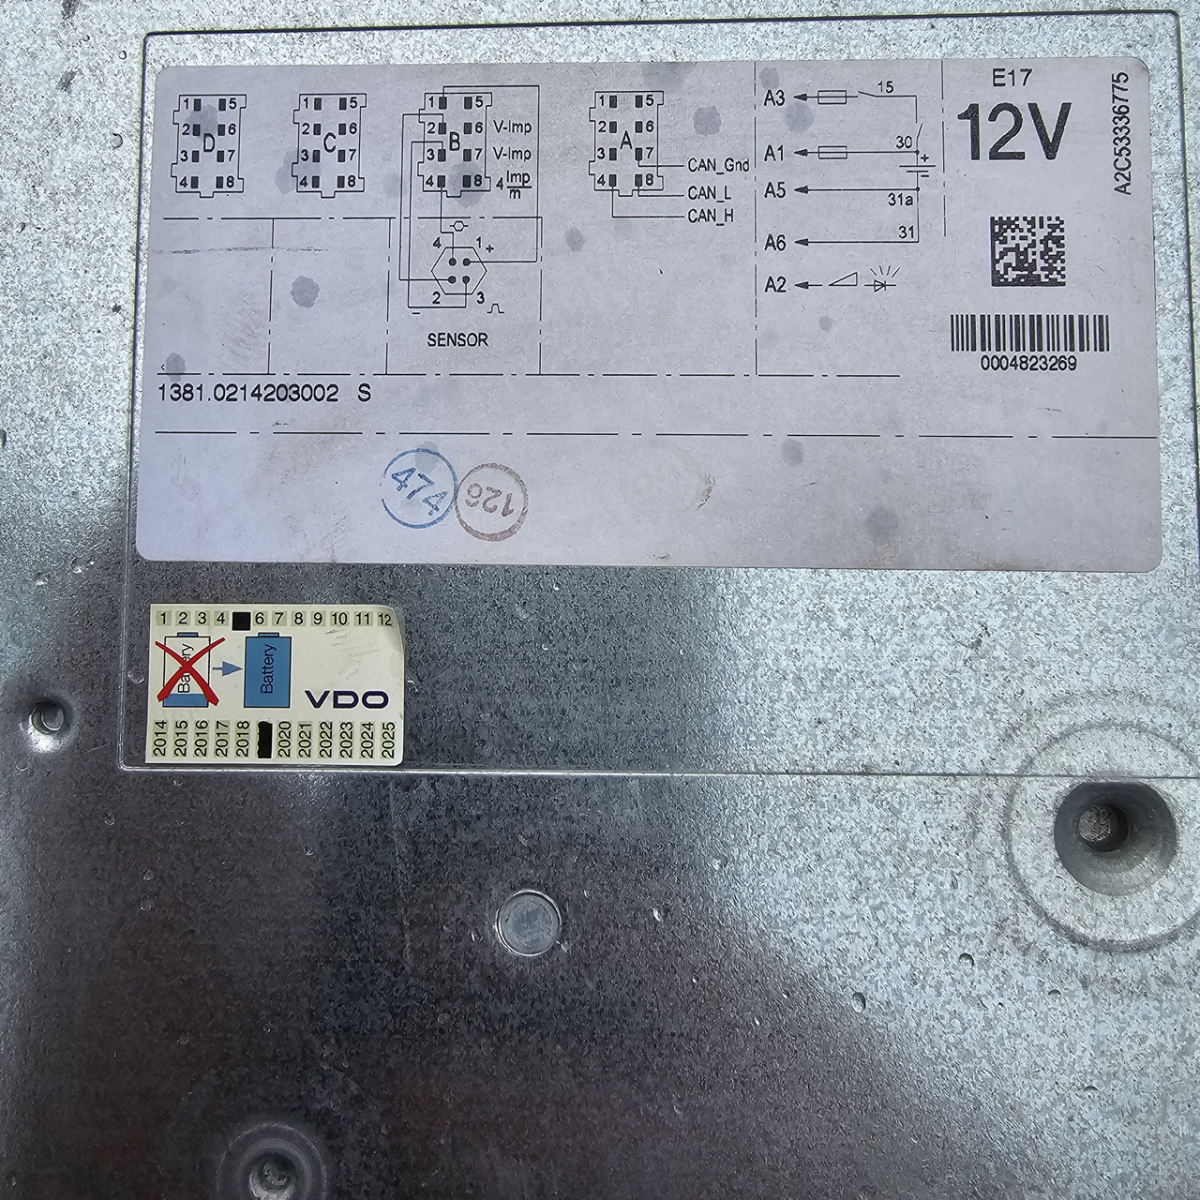 E17
12V
A2C53336775
1 5
2 6
D
3 7
4 8
1 5
2 6
C
3 7
4 8
1 5
2 6 V-Imp
B
3 7 V-Imp
4 8 4 Imp/m
1 5
2 6
A
3 7 CAN_Gnd
4 8 CAN_L
CAN_H
4 1 +
2 3
−
SENSOR
A3 15
A1 30
+
−
A5 31a
A6 31
A2
0004823269
1381.0214203002 S
474
126
1 2 3 4 6 7 8 9 10 11 12
Battery
Battery
VDO
2014 2015 2016 2017 2018 2020 2021 2022 2023 2024 2025